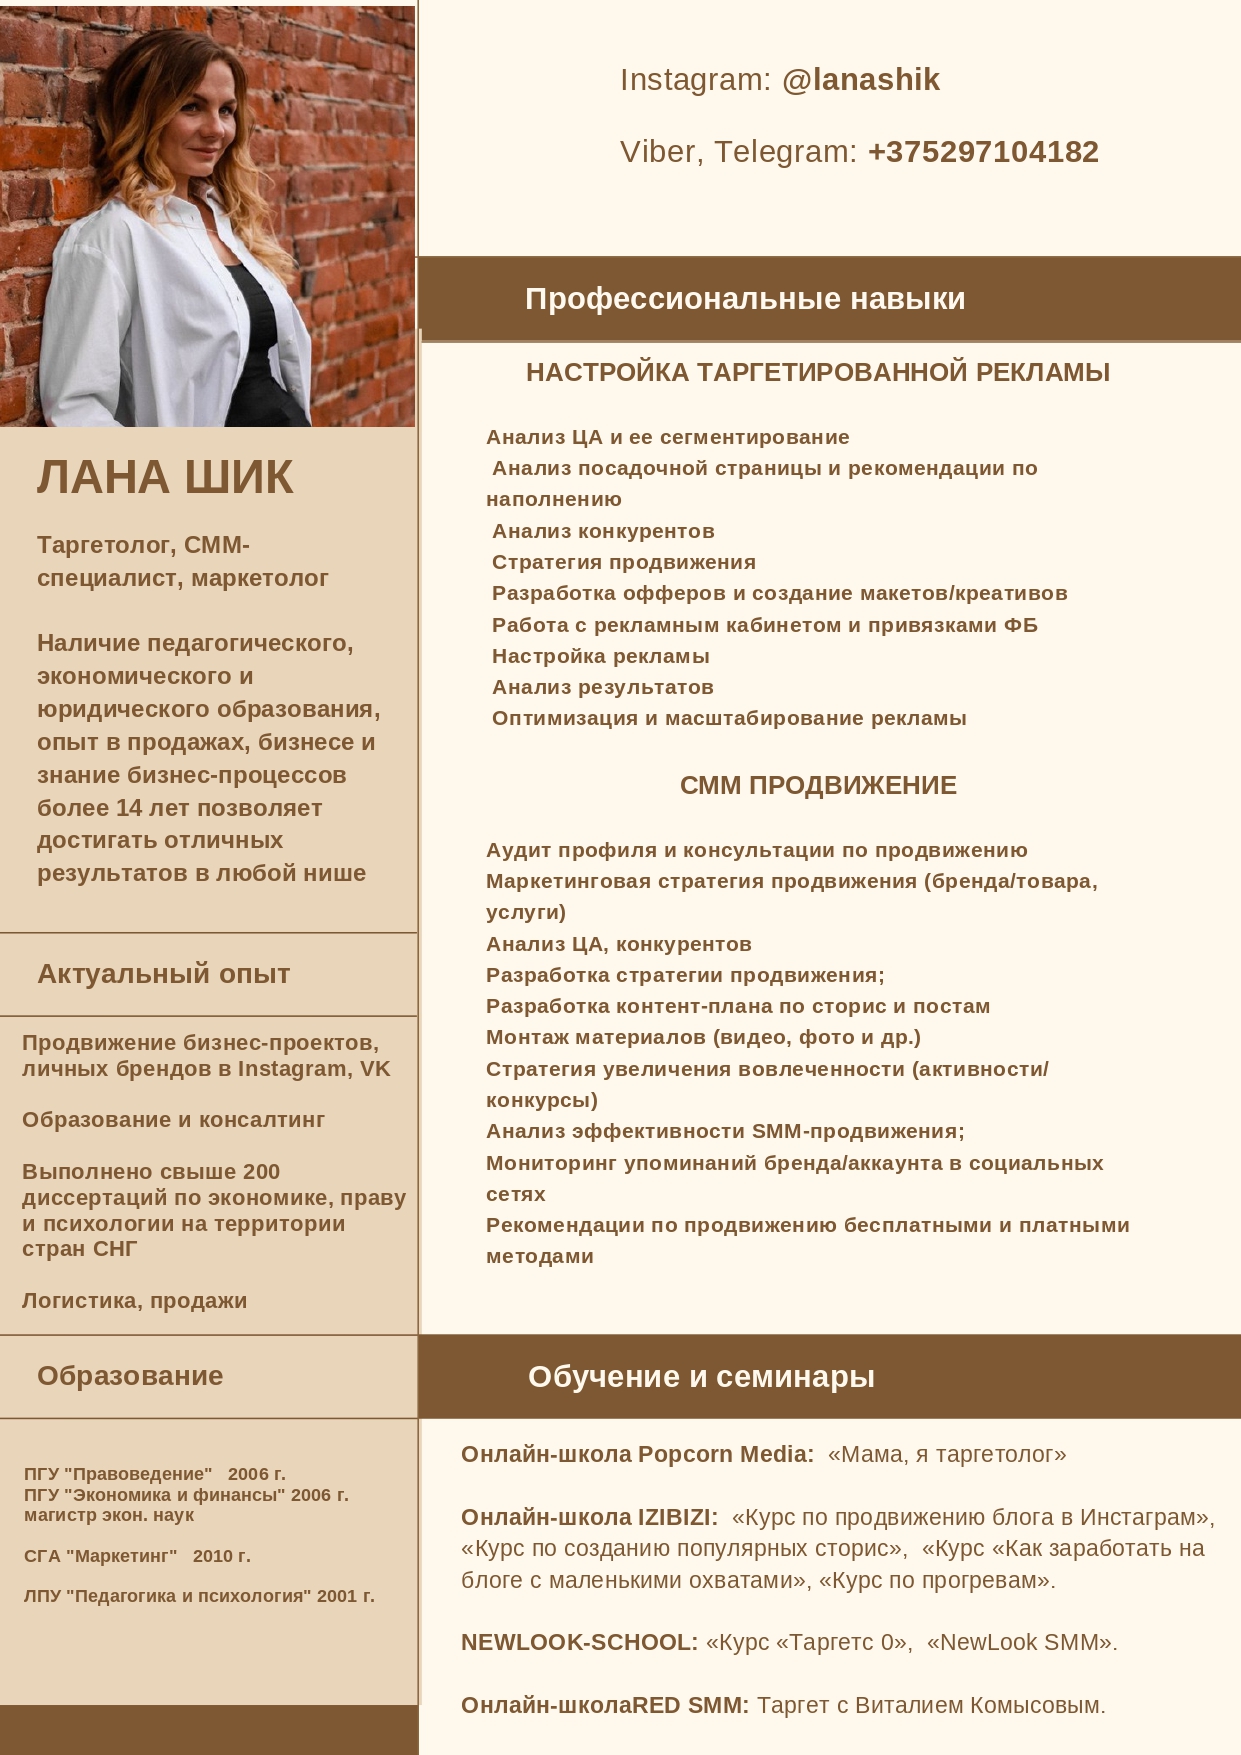 Instagram: @lanashik
Viber, Telegram: +375297104182
ЛАНА ШИК
Таргетолог, СММ-
специалист, маркетолог
Наличие педагогического,
экономического и
юридического образования,
опыт в продажах, бизнесе и
знание бизнес-процессов
более 14 лет позволяет
достигать отличных
результатов в любой нише
Актуальный опыт
Продвижение бизнес-проектов,
личных брендов в Instagram, VK
Образование и консалтинг
Выполнено свыше 200
диссертаций по экономике, праву
и психологии на территории
стран СНГ
Логистика, продажи
Образование
ПГУ "Правоведение" 2006 г.
ПГУ "Экономика и финансы" 2006 г.
магистр экон. наук
СГА "Маркетинг" 2010 г.
ЛПУ "Педагогика и психология" 2001 г.
Профессиональные навыки
НАСТРОЙКА ТАРГЕТИРОВАННОЙ РЕКЛАМЫ
Анализ ЦА и ее сегментирование
Анализ посадочной страницы и рекомендации по
наполнению
Анализ конкурентов
Стратегия продвижения
Разработка офферов и создание макетов/креативов
Работа с рекламным кабинетом и привязками ФБ
Настройка рекламы
Анализ результатов
Оптимизация и масштабирование рекламы
СММ ПРОДВИЖЕНИЕ
Аудит профиля и консультации по продвижению
Маркетинговая стратегия продвижения (бренда/товара,
услуги)
Анализ ЦА, конкурентов
Разработка стратегии продвижения;
Разработка контент-плана по сторис и постам
Монтаж материалов (видео, фото и др.)
Стратегия увеличения вовлеченности (активности/
конкурсы)
Анализ эффективности SMM-продвижения;
Мониторинг упоминаний бренда/аккаунта в социальных
сетях
Рекомендации по продвижению бесплатными и платными
методами
Обучение и семинары
Онлайн-школа Popcorn Media: «Мама, я таргетолог»
Онлайн-школа IZIBIZI: «Курс по продвижению блога в Инстаграм»,
«Курс по созданию популярных сторис», «Курс «Как заработать на
блоге с маленькими охватами», «Курс по прогревам».
NEWLOOK-SCHOOL: «Курс «Таргетс 0», «NewLook SMM».
Онлайн-школаRED SMM: Таргет с Виталием Комысовым.